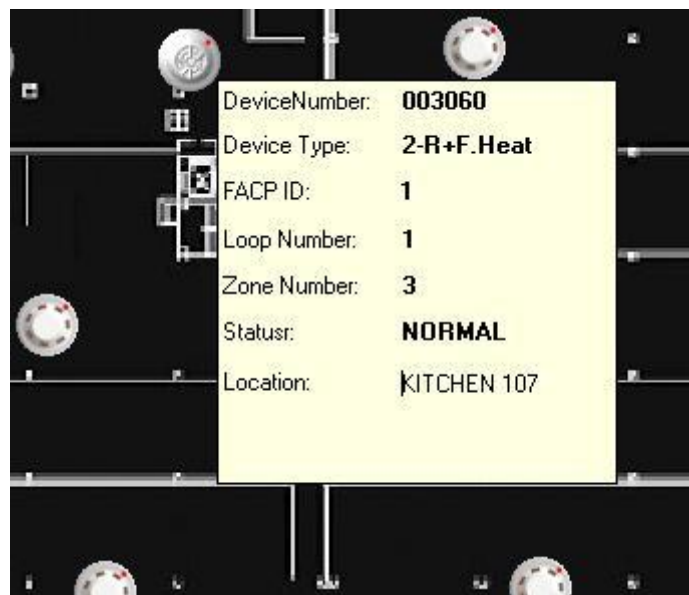 DeviceNumber: 003060
Device Type: 2-R+F.Heat
FACP ID: 1
Loop Number: 1
Zone Number: 3
Statusr: NORMAL
Location: KITCHEN 107